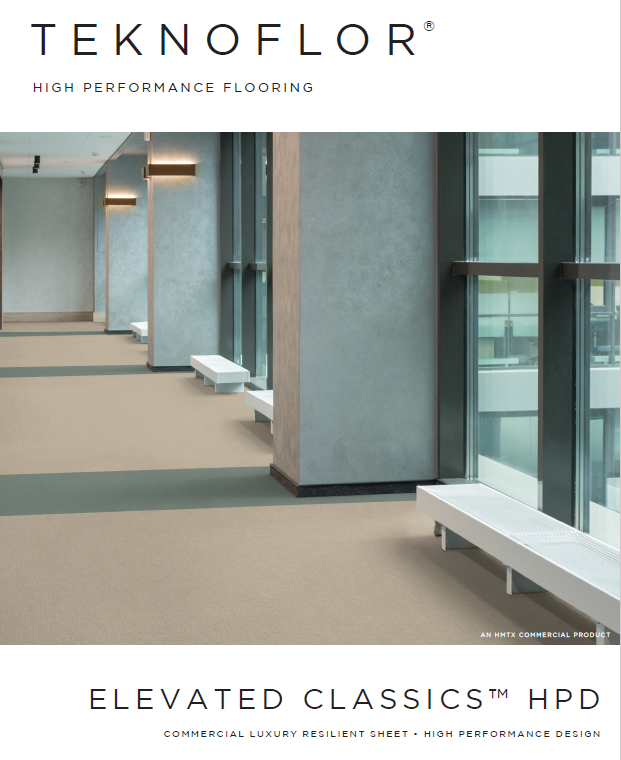 TEKNOFLOR®
HIGH PERFORMANCE FLOORING
AN HMTX COMMERCIAL PRODUCT
ELEVATED CLASSICS™ HPD
COMMERCIAL LUXURY RESILIENT SHEET • HIGH PERFORMANCE DESIGN